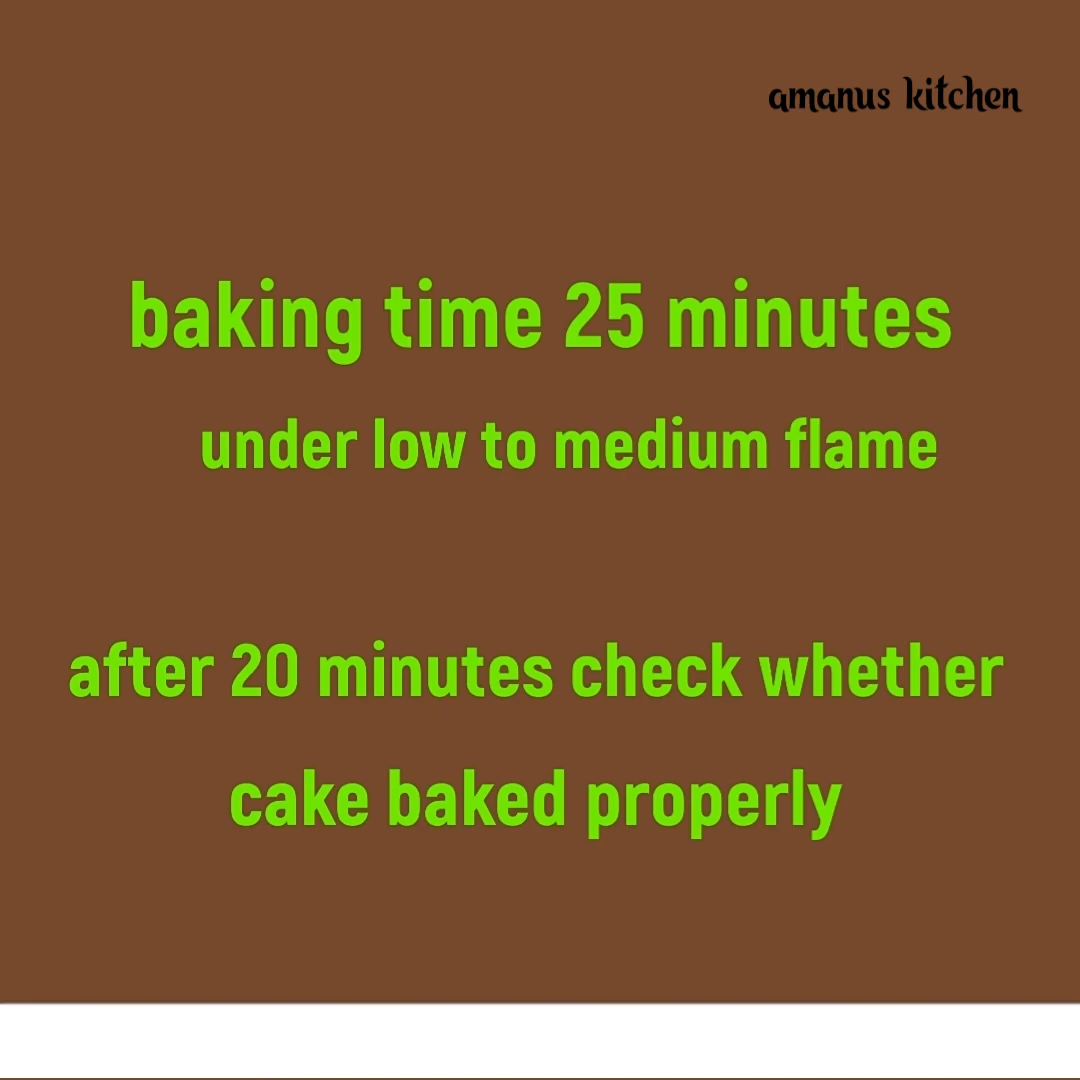 amanus kitchen
baking time 25 minutes
under low to medium flame
after 20 minutes check whether
cake baked properly